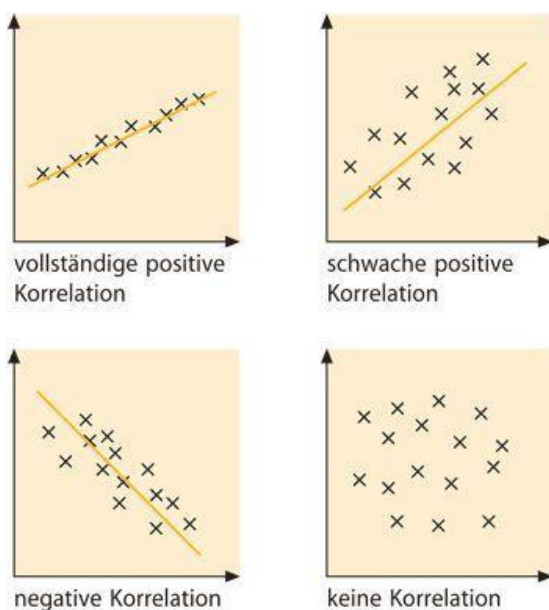 vollständige positive
Korrelation
schwache positive
Korrelation
negative Korrelation
keine Korrelation